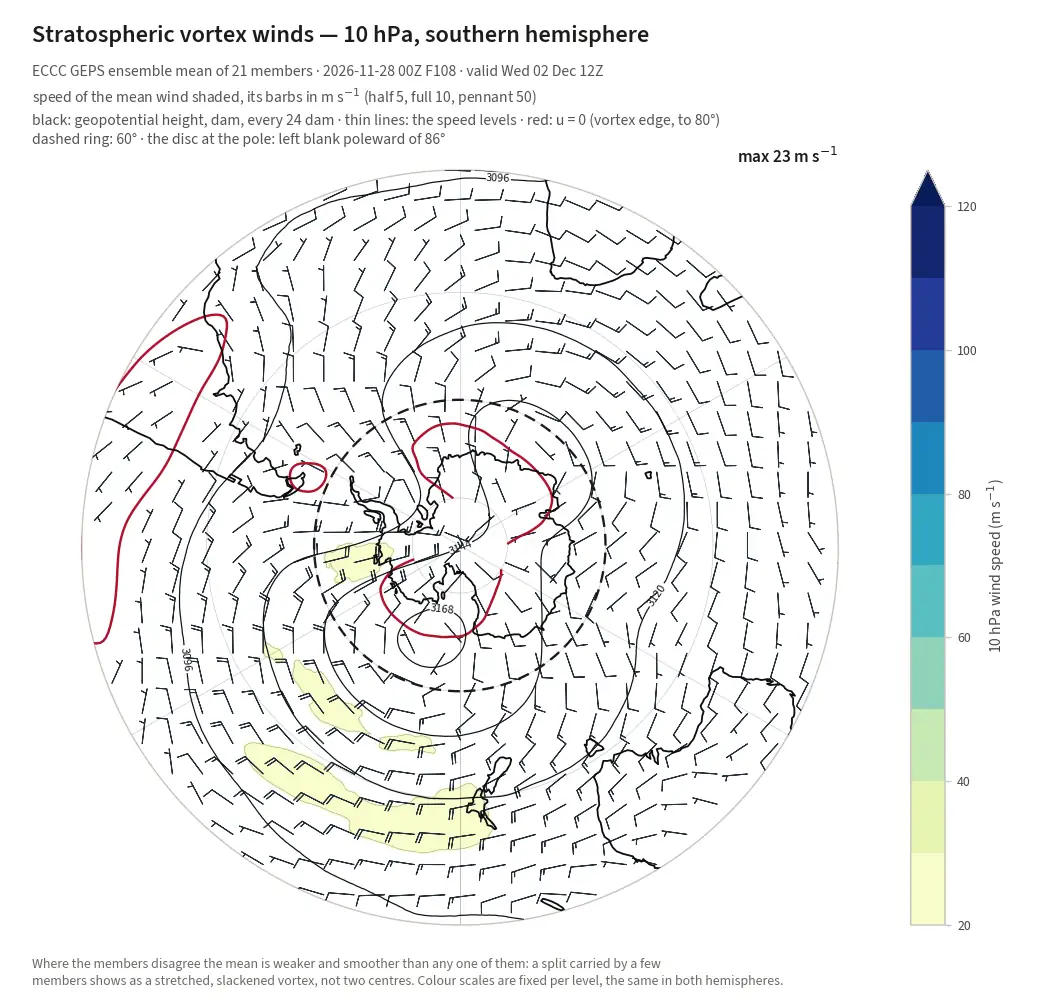 Stratospheric vortex winds — 10 hPa, southern hemisphere
ECCC GEPS ensemble mean of 21 members · 2026-11-28 00Z F108 · valid Wed 02 Dec 12Z
speed of the mean wind shaded, its barbs in m s⁻¹ (half 5, full 10, pennant 50)
black: geopotential height, dam, every 24 dam · thin lines: the speed levels · red: u = 0 (vortex edge, to 80°)
dashed ring: 60° · the disc at the pole: left blank poleward of 86°
max 23 m s⁻¹
3096
3144
3168
3120
3096
120
100
80
60
40
20
10 hPa wind speed (m s⁻¹)
Where the members disagree the mean is weaker and smoother than any one of them: a split carried by a few
members shows as a stretched, slackened vortex, not two centres. Colour scales are fixed per level, the same in both hemispheres.